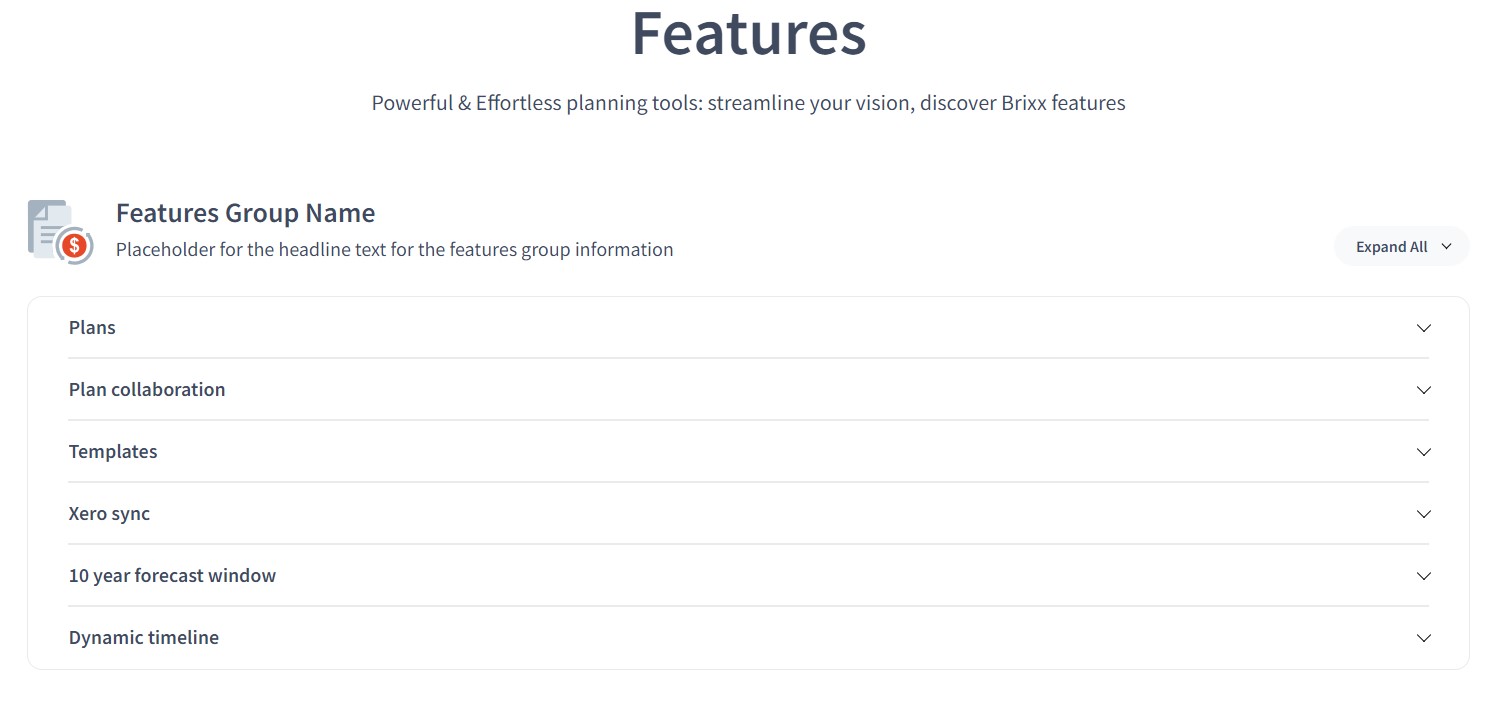 Features
Powerful & Effortless planning tools: streamline your vision, discover Brixx features
Features Group Name
Placeholder for the headline text for the features group information
$
Expand All
Plans
Plan collaboration
Templates
Xero sync
10 year forecast window
Dynamic timeline